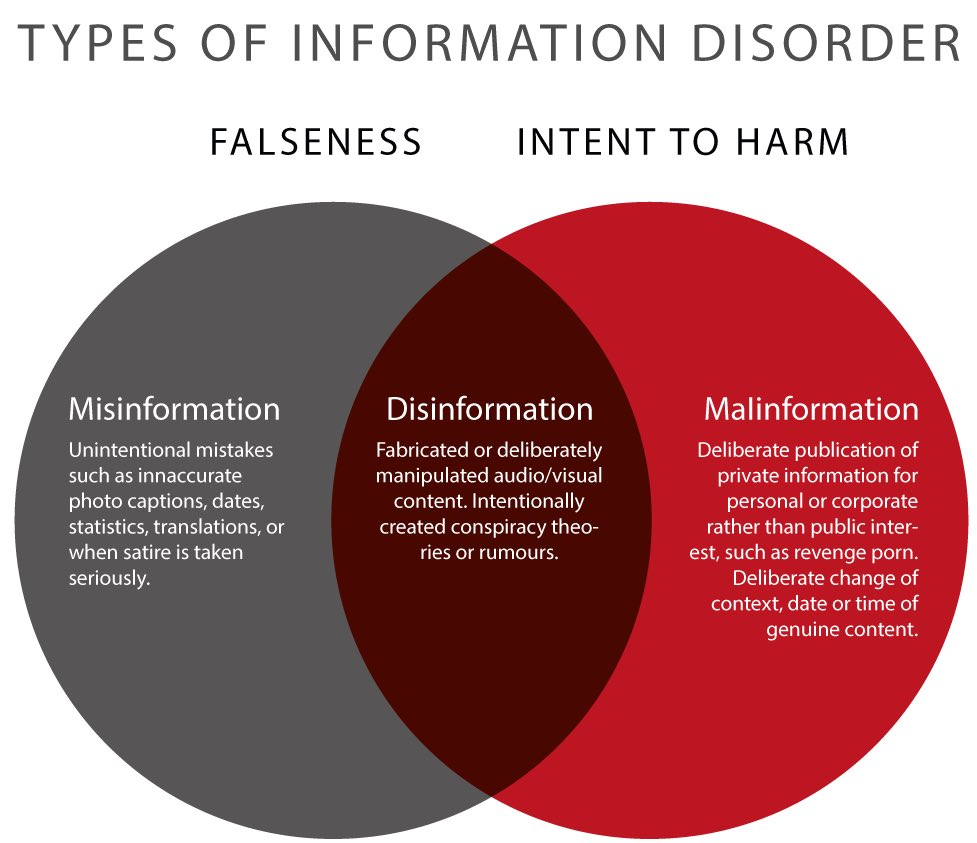 TYPES OF INFORMATION DISORDER
FALSENESS
INTENT TO HARM
Misinformation
Unintentional mistakes
such as innaccurate
photo captions, dates,
statistics, translations, or
when satire is taken
seriously.
Disinformation
Fabricated or deliberately
manipulated audio/visual
content. Intentionally
created conspiracy theo-
ries or rumours.
Malinformation
Deliberate publication of
private information for
personal or corporate
rather than public inter-
est, such as revenge porn.
Deliberate change of
context, date or time of
genuine content.